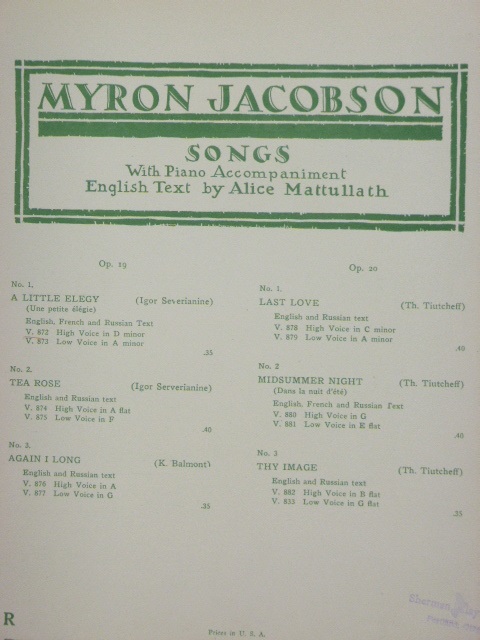 MYRON JACOBSON
SONGS
With Piano Accompaniment
English Text by Alice Mattullath
Op. 19
No. 1.
A LITTLE ELEGY (Igor Severianine)
(Une petite élégie)
English, French and Russian Text
V. 872 High Voice in D minor
V. 873 Low Voice in A minor
.35
No. 2.
TEA ROSE (Igor Serverianine)
English and Russian text
V. 874 High Voice in A flat
V. 875 Low Voice in F
.40
No. 3.
AGAIN I LONG (K. Balmont)
English and Russian text
V. 876 High Voice in A
V. 877 Low Voice in G
.35
Op. 20
No. 1.
LAST LOVE (Th. Tiutcheff)
English and Russian text
V. 878 High Voice in C minor
V. 879 Low Voice in A minor
.40
No. 2
MIDSUMMER NIGHT (Th. Tiutcheff)
(Dans la nuit d'été)
English, French and Russian Text
V. 880 High Voice in G
V. 881 Low Voice in E flat
.40
No. 3
THY IMAGE (Th. Tiutcheff)
English and Russian text
V. 882 High Voice in B flat
V. 833 Low Voice in G flat
.35
Sherman
R
Printed in U. S. A.